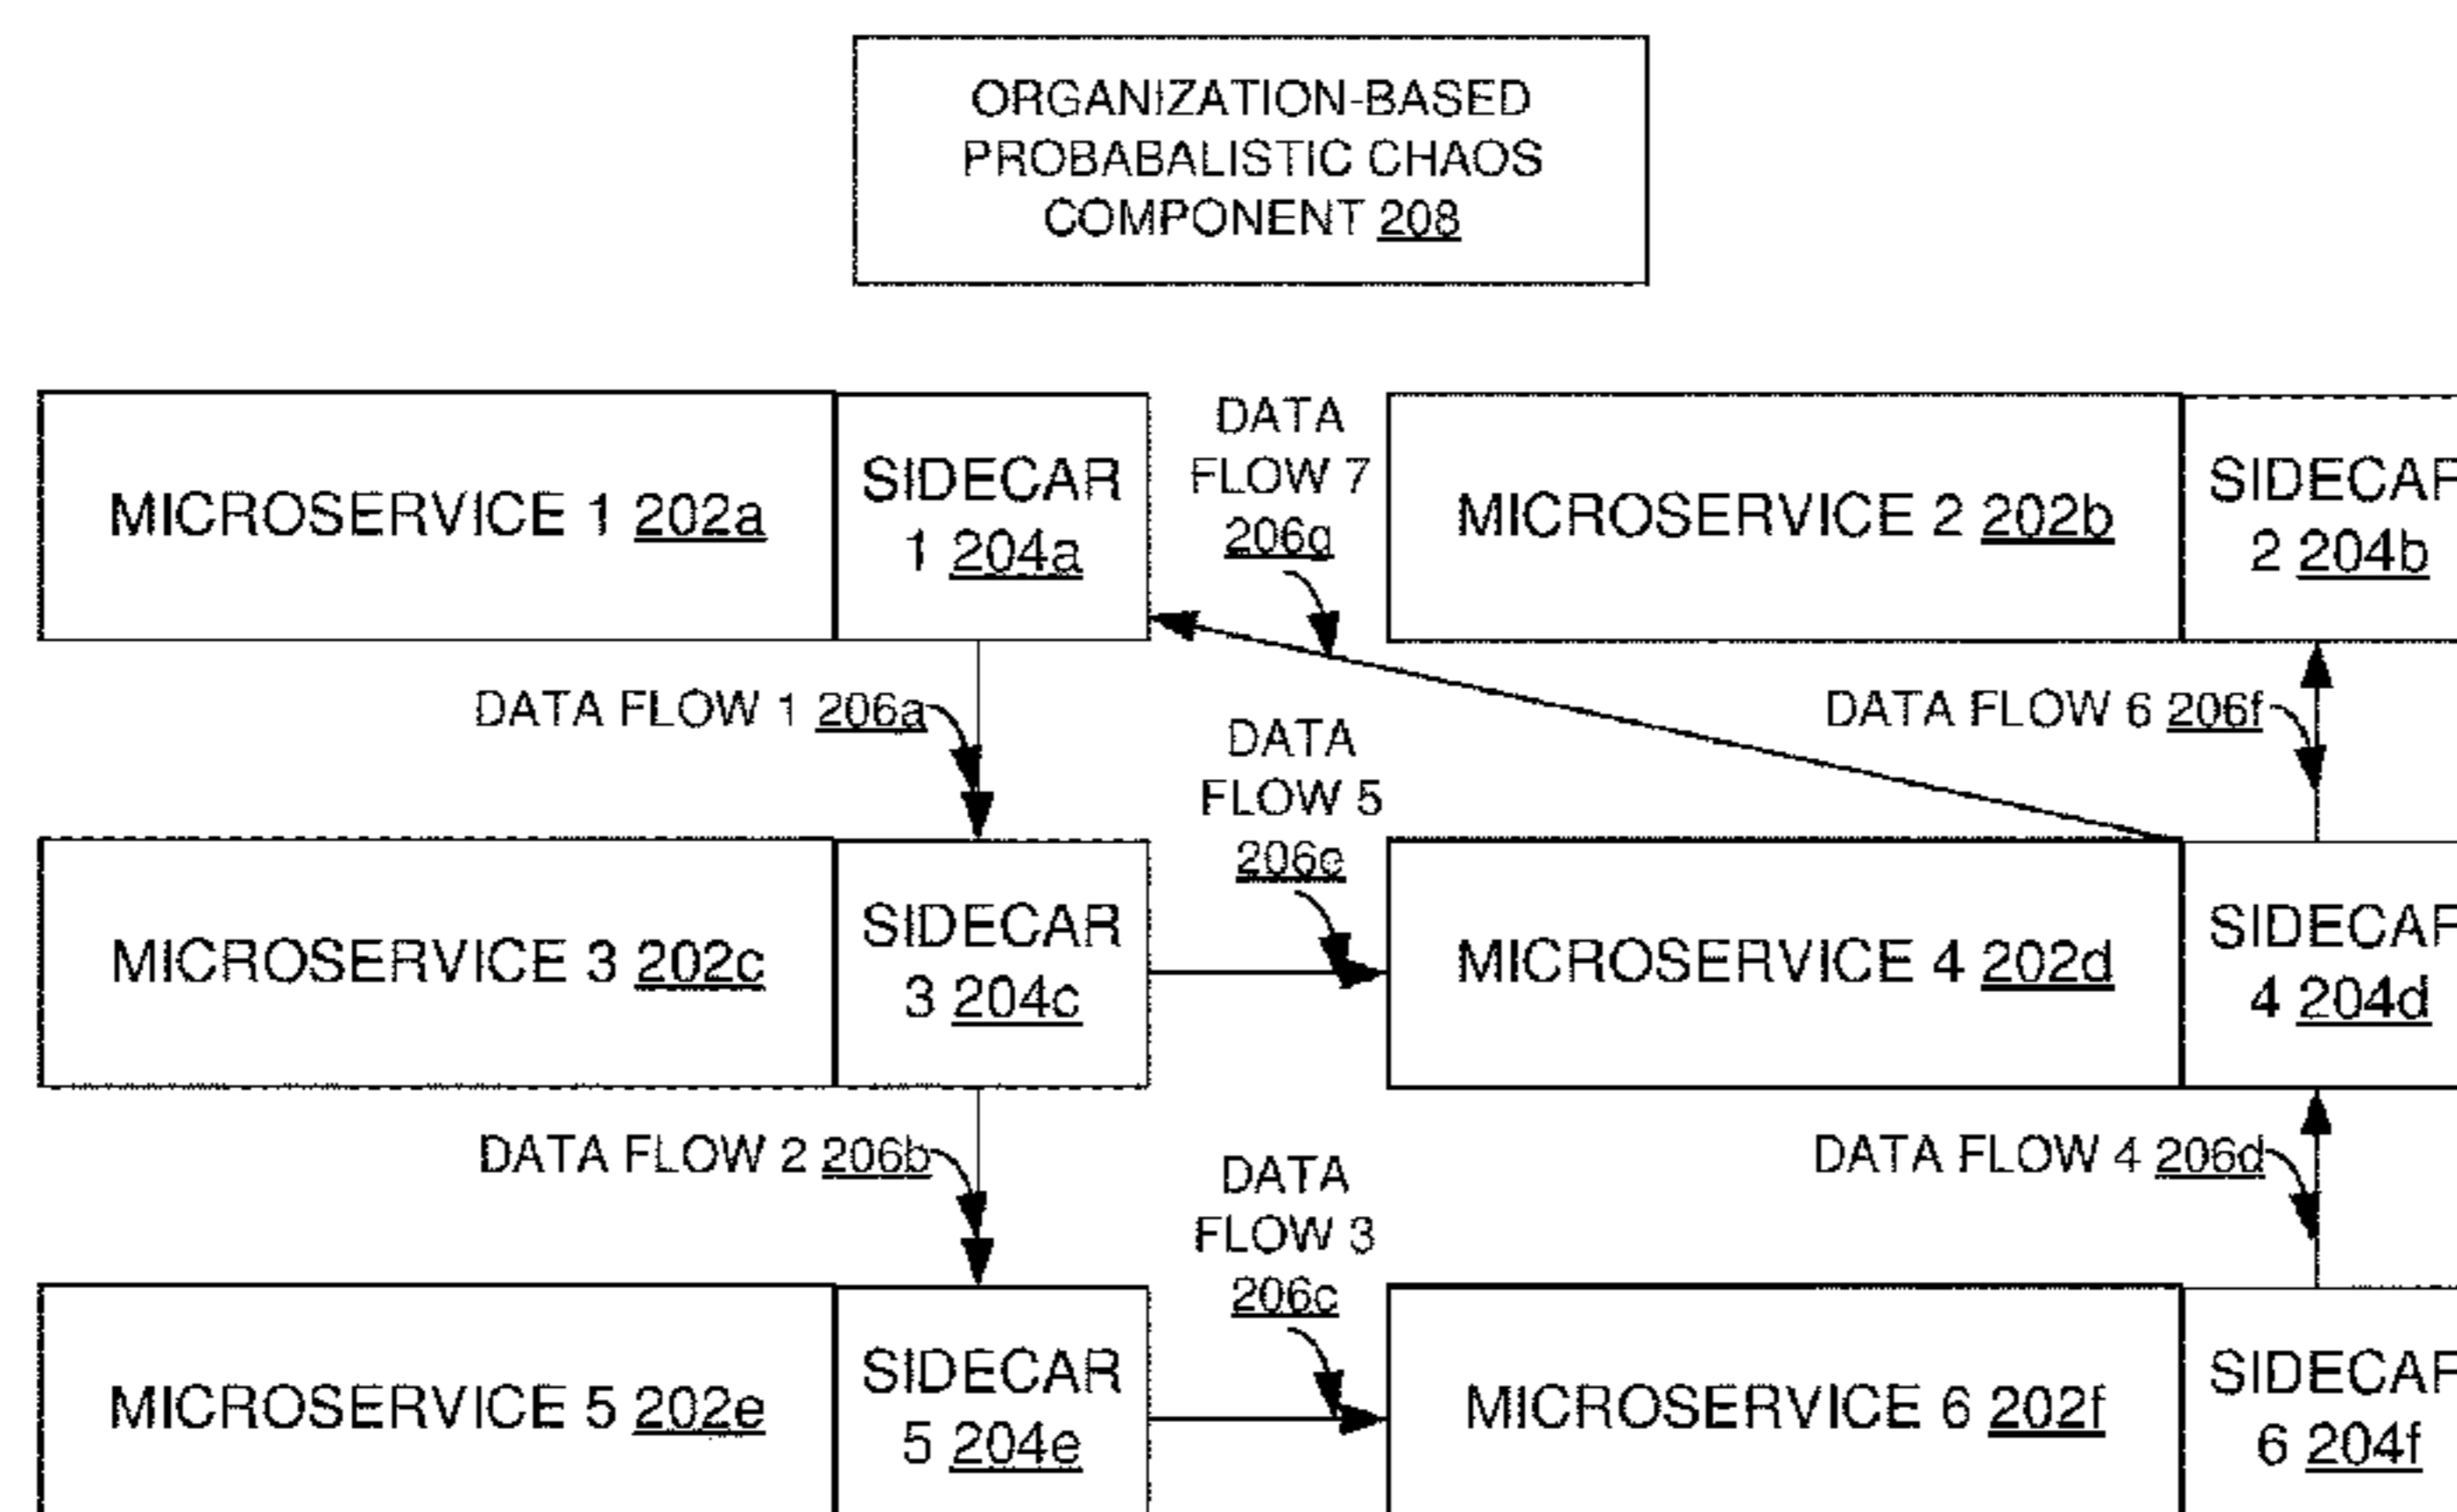 ORGANIZATION-BASED
PROBABALISTIC CHAOS
COMPONENT 208
MICROSERVICE 1 202a
SIDECAR
1 204a
DATA
FLOW 7
206g
MICROSERVICE 2 202b
SIDECAR
2 204b
DATA FLOW 1 206a
DATA
FLOW 5
206e
DATA FLOW 6 206f
MICROSERVICE 3 202c
SIDECAR
3 204c
MICROSERVICE 4 202d
SIDECAR
4 204d
DATA FLOW 2 206b
DATA
FLOW 3
206c
DATA FLOW 4 206d
MICROSERVICE 5 202e
SIDECAR
5 204e
MICROSERVICE 6 202f
SIDECAR
6 204f